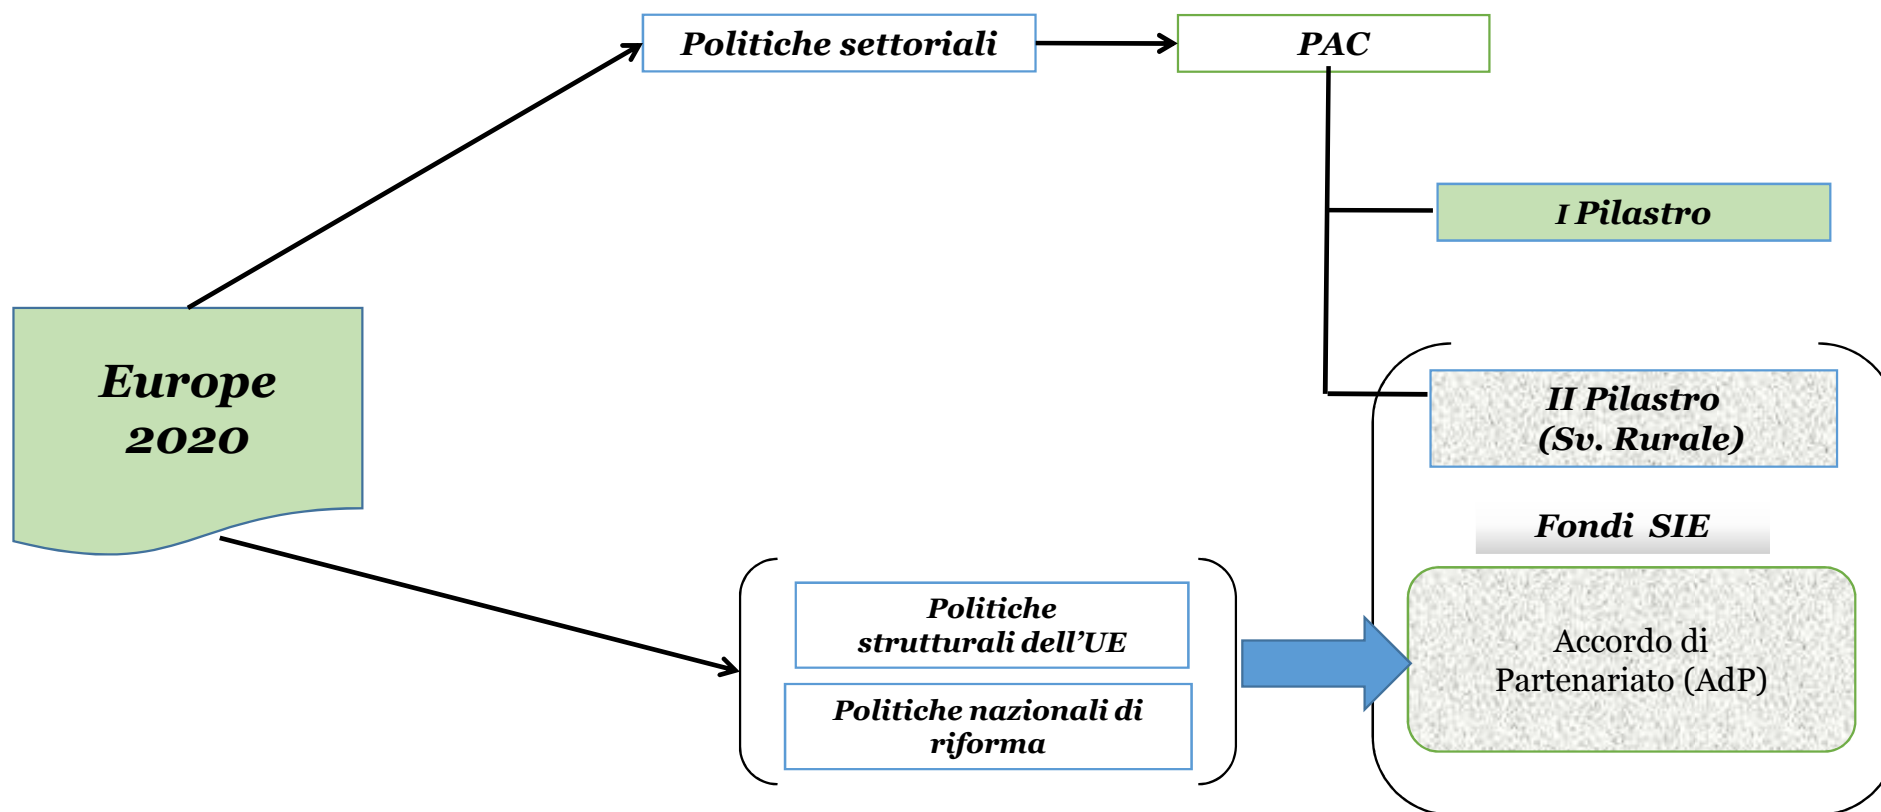 Politiche settoriali
PAC
I Pilastro
Europe
2020
II Pilastro
(Sv. Rurale)
Fondi SIE
Politiche
strutturali dell’UE
Politiche nazionali di
riforma
Accordo di
Partenariato (AdP)